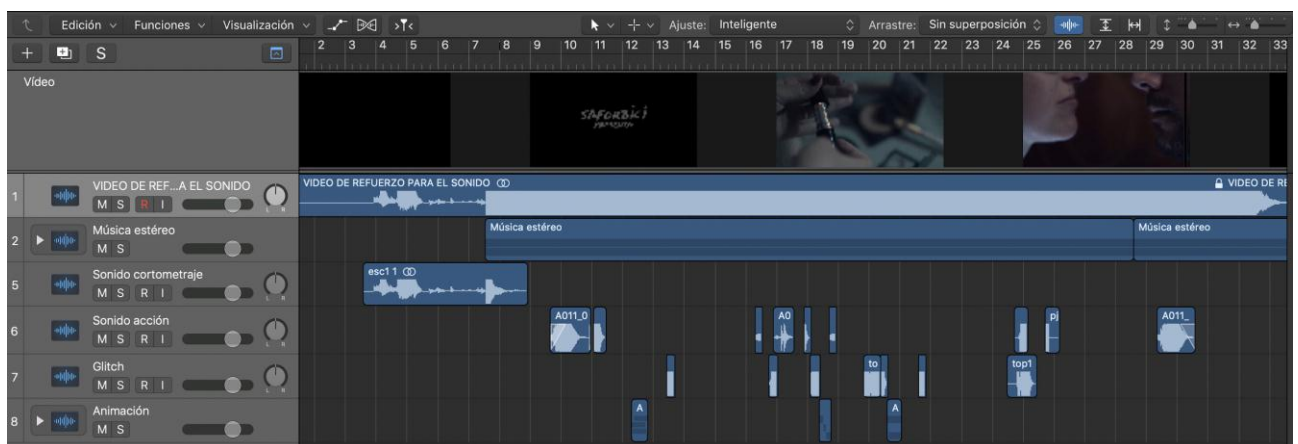 Edición Funciones Visualización Ajuste: Inteligente Arrastre: Sin superposición
S
2 3 4 5 6 7 8 9 10 11 12 13 14 15 16 17 18 19 20 21 22 23 24 25 26 27 28 29 30 31 32 33
Vídeo
SAFORBICI
PRESENTA
1 VIDEO DE REF...A EL SONIDO
M S R I
L R
VIDEO DE REFUERZO PARA EL SONIDO
VIDEO DE RE
2 Música estéreo
M S
Música estéreo
Música estéreo
5 Sonido cortometraje
M S R I
L R
esc1 1
6 Sonido acción
M S R I
L R
A011_0
A0
pj
A011_
7 Glitch
M S R I
L R
to
top1
8 Animación
M S
A
A